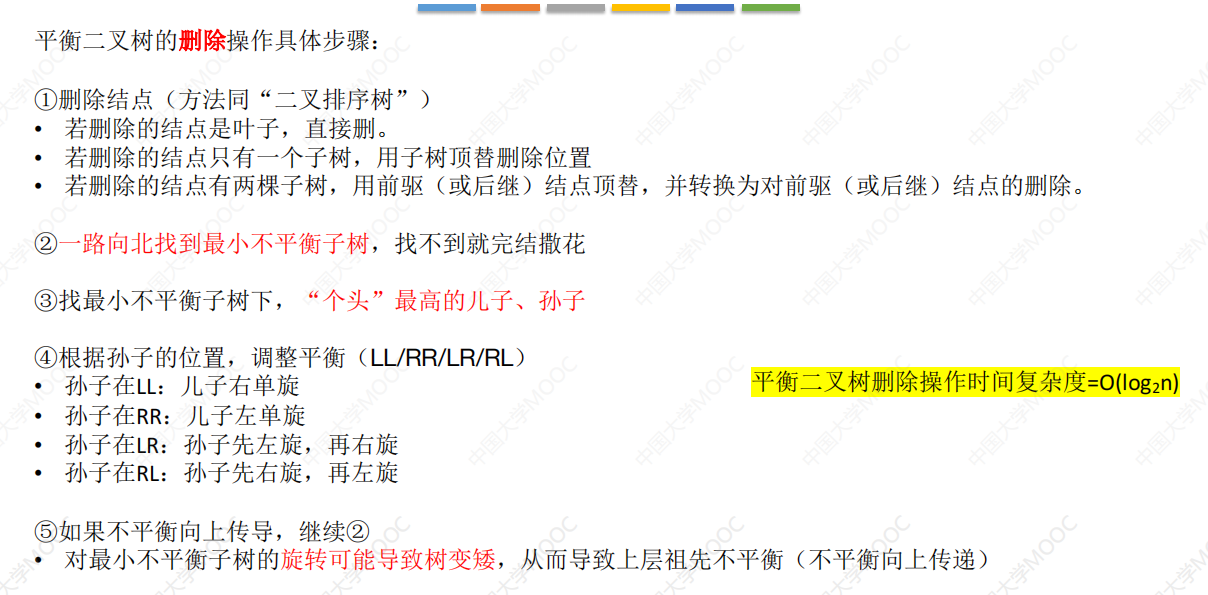 平衡二叉树的删除操作具体步骤：
①删除结点（方法同“二叉排序树”）
• 若删除的结点是叶子，直接删。
• 若删除的结点只有一个子树，用子树顶替删除位置
• 若删除的结点有两棵子树，用前驱（或后继）结点顶替，并转换为对前驱（或后继）结点的删除。
②一路向北找到最小不平衡子树，找不到就完结撒花
③找最小不平衡子树下，“个头”最高的儿子、孙子
④根据孙子的位置，调整平衡（LL/RR/LR/RL）
• 孙子在LL：儿子右单旋
• 孙子在RR：儿子左单旋
• 孙子在LR：孙子先左旋，再右旋
• 孙子在RL：孙子先右旋，再左旋
平衡二叉树删除操作时间复杂度=O(log₂n)
⑤如果不平衡向上传导，继续②
• 对最小不平衡子树的旋转可能导致树变矮，从而导致上层祖先不平衡（不平衡向上传递）
中国大学MOOC